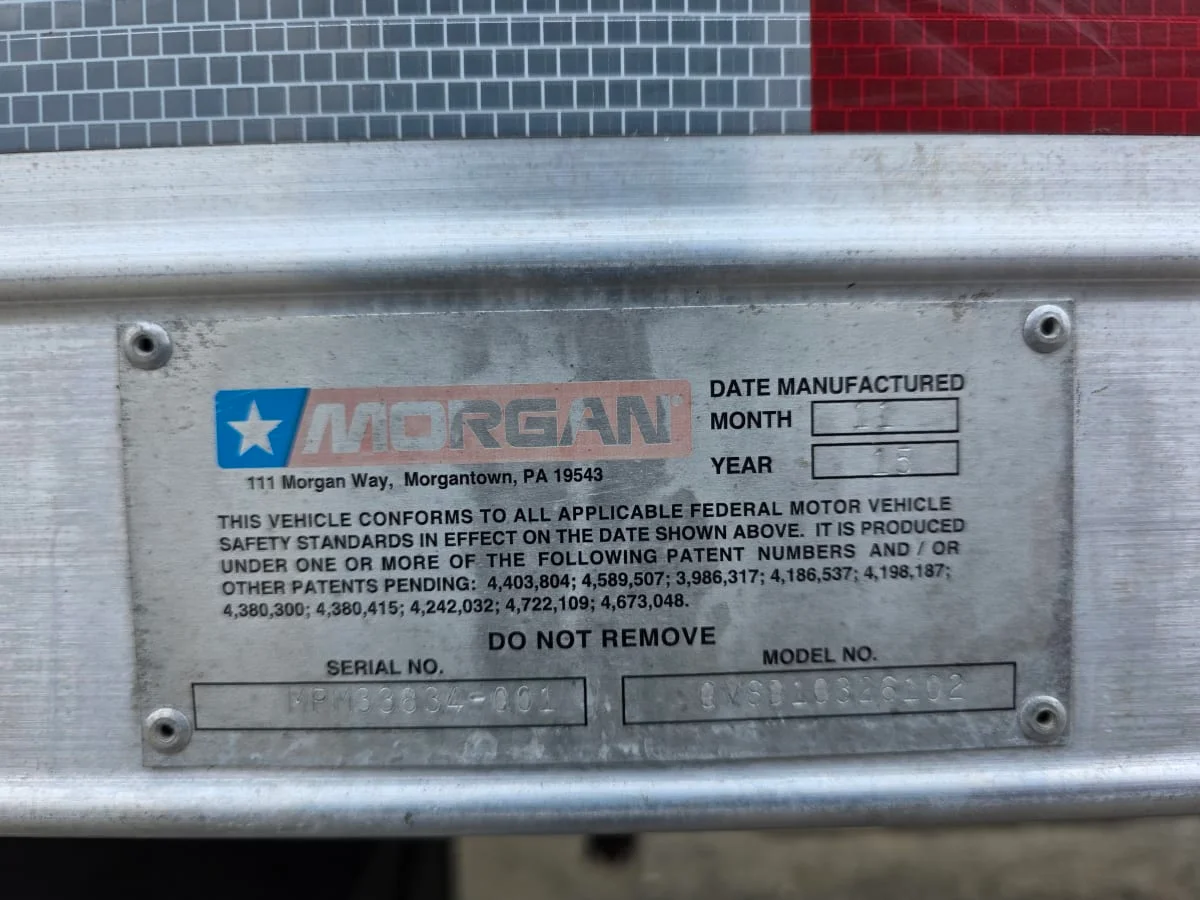 MORGAN
111 Morgan Way, Morgantown, PA 19543
DATE MANUFACTURED
MONTH 11
YEAR 15
THIS VEHICLE CONFORMS TO ALL APPLICABLE FEDERAL MOTOR VEHICLE
SAFETY STANDARDS IN EFFECT ON THE DATE SHOWN ABOVE. IT IS PRODUCED
UNDER ONE OR MORE OF THE FOLLOWING PATENT NUMBERS AND / OR
OTHER PATENTS PENDING: 4,403,804; 4,589,507; 3,986,317; 4,186,537; 4,198,187;
4,380,300; 4,380,415; 4,242,032; 4,722,109; 4,673,048.
DO NOT REMOVE
SERIAL NO.
MPM33834-001
MODEL NO.